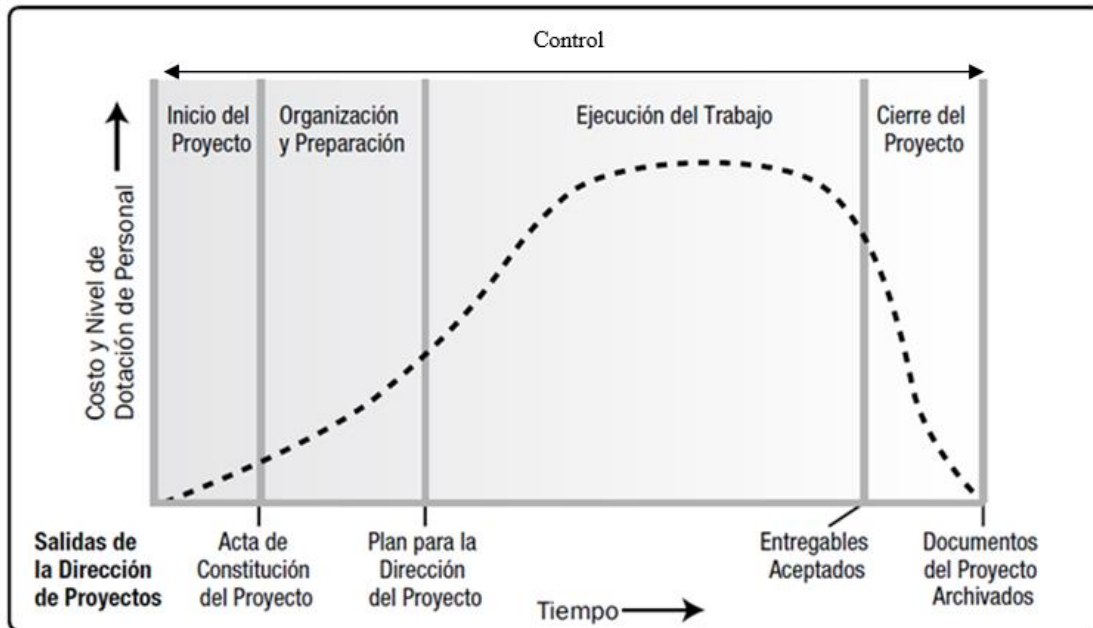 Control
Inicio del
Proyecto
Organización
y Preparación
Ejecución del Trabajo
Cierre del
Proyecto
Costo y Nivel de
Dotación de Personal
Salidas de
la Dirección
de Proyectos
Acta de
Constitución
del Proyecto
Plan para la
Dirección
del Proyecto
Tiempo
Entregables
Aceptados
Documentos
del Proyecto
Archivados